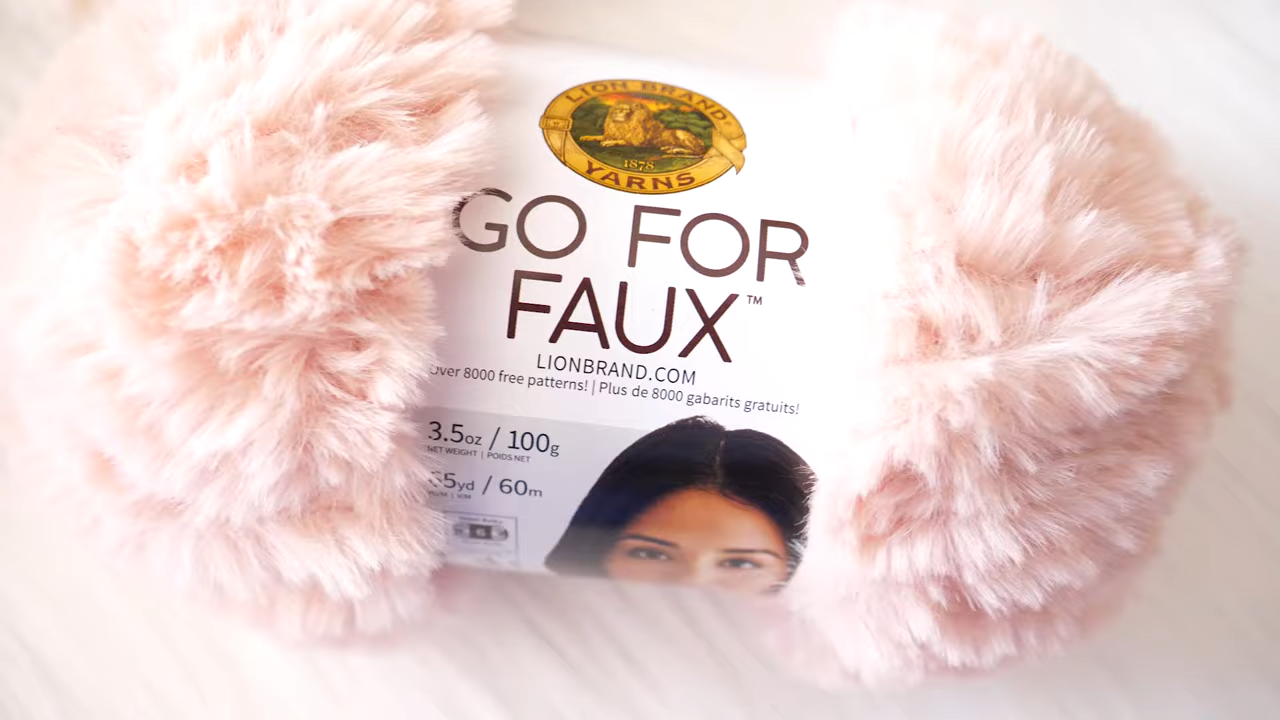 LION BRAND
1878
YARNS
GO FOR
FAUX™
LIONBRAND.COM
over 8000 free patterns! | Plus de 8000 gabarits gratuits!
3.5oz / 100g
NET WEIGHT | POIDS NET
65yd / 60m